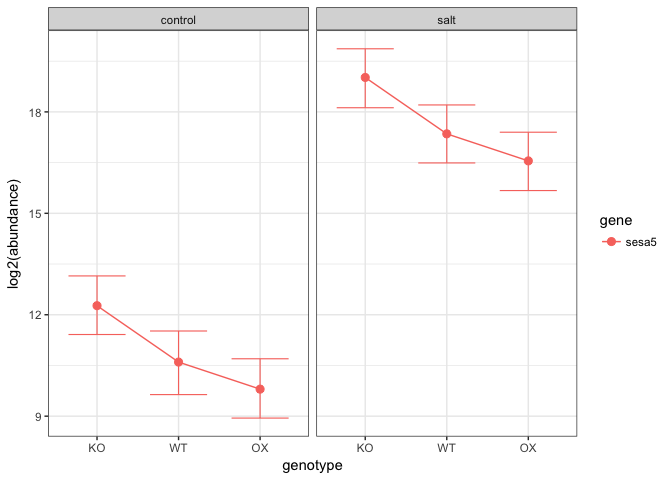 control
salt
log2(abundance)
18
15
12
9
KO
WT
OX
KO
WT
OX
genotype
gene
sesa5